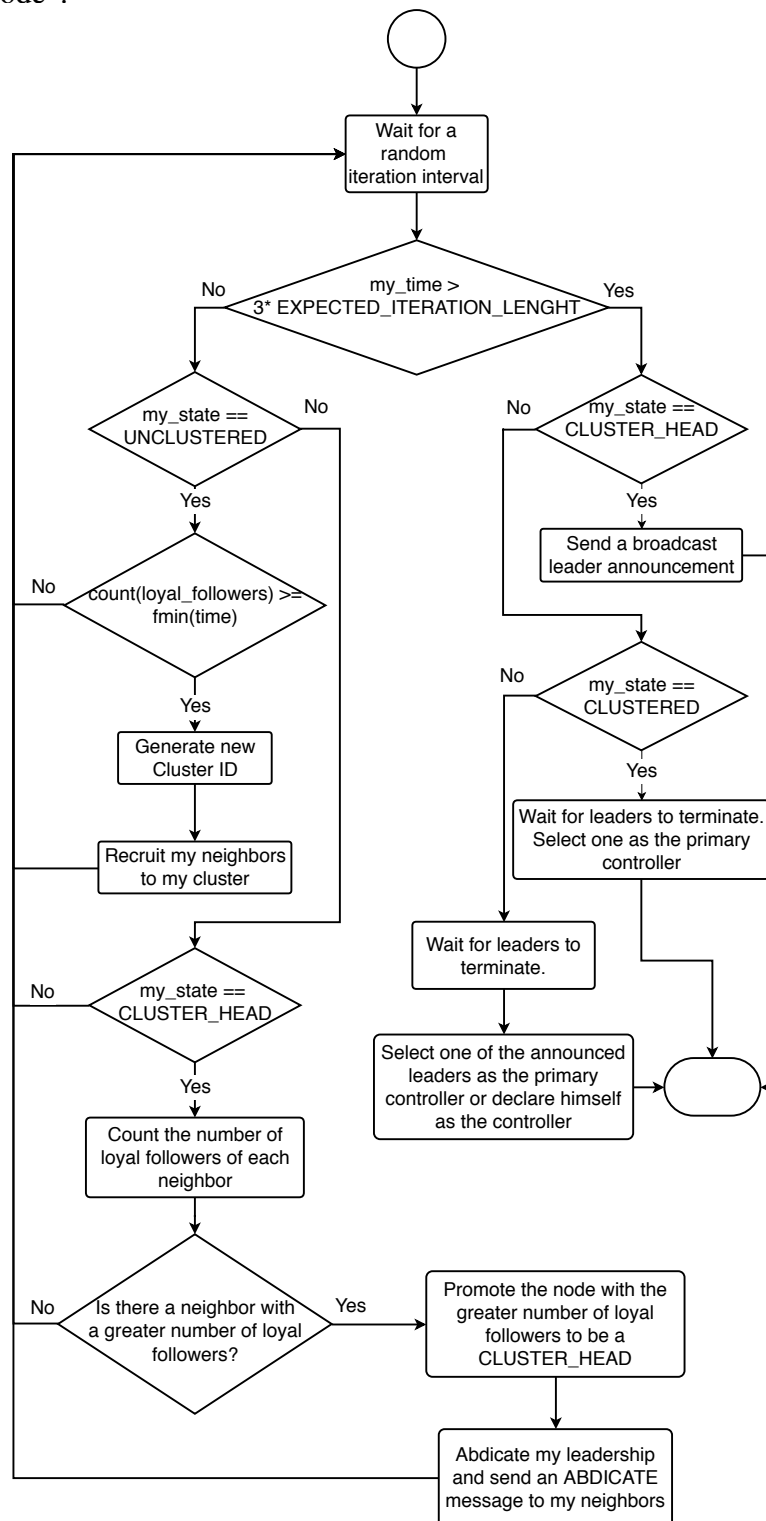 Wait for a
random
iteration interval
my_time >
3* EXPECTED_ITERATION_LENGHT
No
Yes
my_state ==
UNCLUSTERED
No
Yes
count(loyal_followers) >=
fmin(time)
No
Yes
Generate new
Cluster ID
Recruit my neighbors
to my cluster
my_state ==
CLUSTER_HEAD
No
Yes
Count the number of
loyal followers of each
neighbor
Is there a neighbor with
a greater number of loyal
followers?
No
Yes
Promote the node with the
greater number of loyal
followers to be a
CLUSTER_HEAD
Abdicate my leadership
and send an ABDICATE
message to my neighbors
my_state ==
CLUSTER_HEAD
No
Yes
Send a broadcast
leader announcement
my_state ==
CLUSTERED
No
Yes
Wait for leaders to terminate.
Select one as the primary
controller
Wait for leaders to
terminate.
Select one of the announced
leaders as the primary
controller or declare himself
as the controller